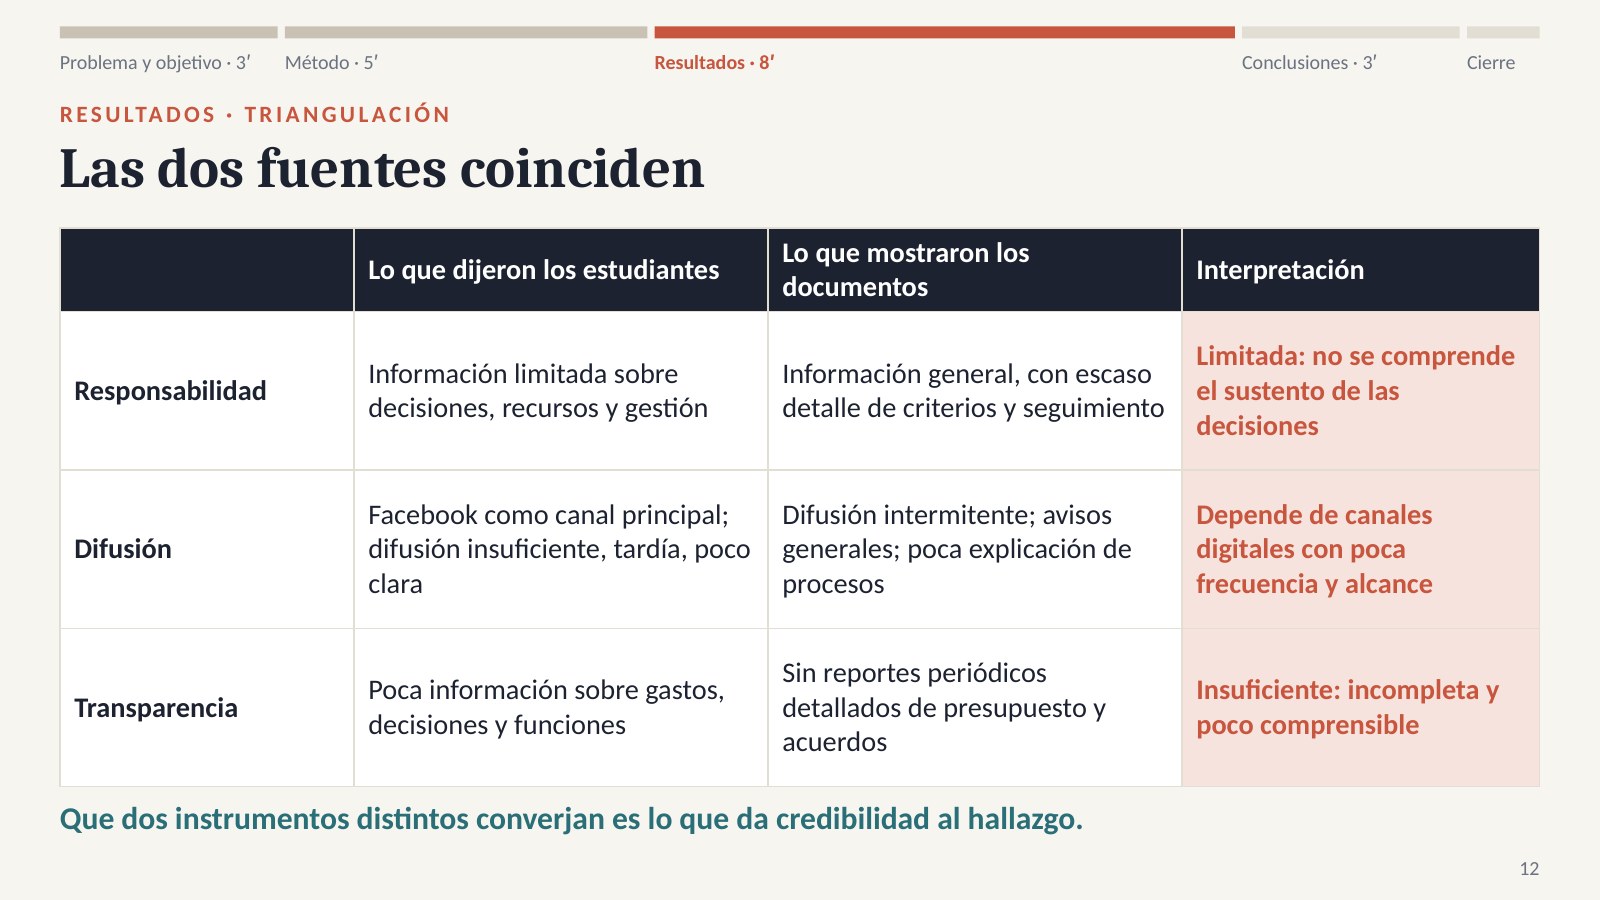 Problema y objetivo · 3′
Método · 5′
Resultados · 8′
Conclusiones · 3′
Cierre
RESULTADOS · TRIANGULACIÓN
Las dos fuentes coinciden
Lo que dijeron los estudiantes
Lo que mostraron los
documentos
Interpretación
Responsabilidad
Información limitada sobre
decisiones, recursos y gestión
Información general, con escaso
detalle de criterios y seguimiento
Limitada: no se comprende
el sustento de las
decisiones
Difusión
Facebook como canal principal;
difusión insuficiente, tardía, poco
clara
Difusión intermitente; avisos
generales; poca explicación de
procesos
Depende de canales
digitales con poca
frecuencia y alcance
Transparencia
Poca información sobre gastos,
decisiones y funciones
Sin reportes periódicos
detallados de presupuesto y
acuerdos
Insuficiente: incompleta y
poco comprensible
Que dos instrumentos distintos converjan es lo que da credibilidad al hallazgo.
12